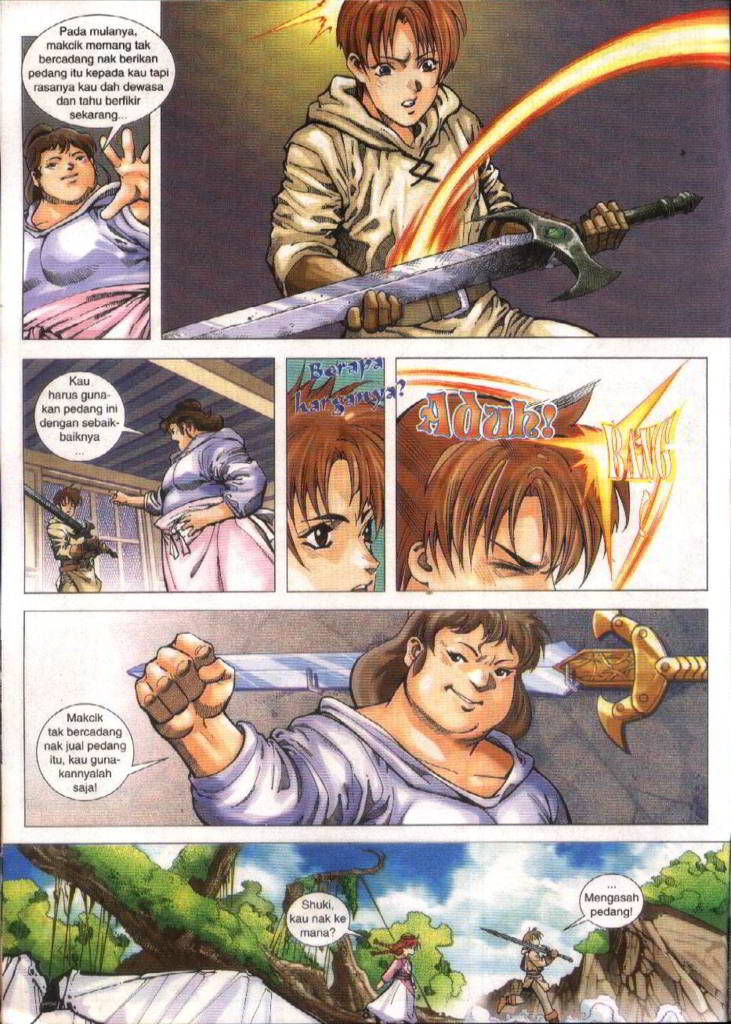 Pada mulanya,
makcik memang tak
bercadang nak berikan
pedang itu kepada kau tapi
rasanya kau dah dewasa
dan tahu berfikir
sekarang...
Kau
harus guna-
kan pedang ini
dengan sebaik-
baiknya
...
Berapa
harganya?
Aduh!
BANG
Makcik
tak bercadang
nak jual pedang
itu, kau guna-
kannyalah
saja!
Shuki,
kau nak ke
mana?
...
Mengasah
pedang!